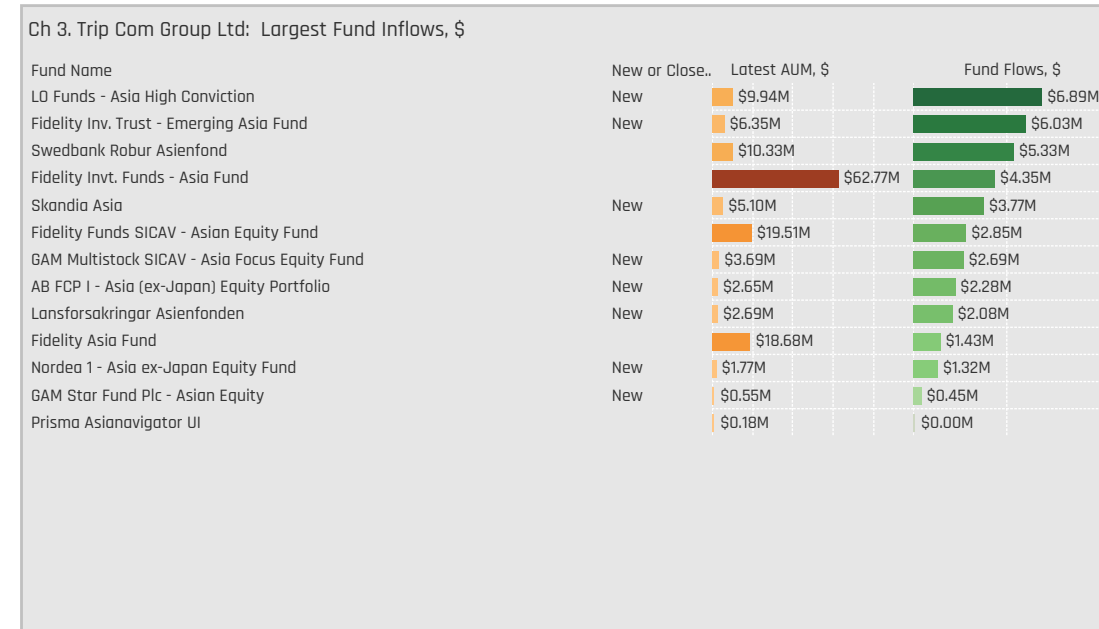 Ch 3. Trip Com Group Ltd:  Largest Fund Inflows, $
Fund Name New or Close.. Latest AUM, $ Fund Flows, $
LO Funds - Asia High Conviction New $9.94M $6.89M
Fidelity Inv. Trust - Emerging Asia Fund New $6.35M $6.03M
Swedbank Robur Asienfond $10.33M $5.33M
Fidelity Invt. Funds - Asia Fund $62.77M $4.35M
Skandia Asia New $5.10M $3.77M
Fidelity Funds SICAV - Asian Equity Fund $19.51M $2.85M
GAM Multistock SICAV - Asia Focus Equity Fund New $3.69M $2.69M
AB FCP I - Asia (ex-Japan) Equity Portfolio New $2.65M $2.28M
Lansforsakringar Asienfonden New $2.69M $2.08M
Fidelity Asia Fund $18.68M $1.43M
Nordea 1 - Asia ex-Japan Equity Fund New $1.77M $1.32M
GAM Star Fund Plc - Asian Equity New $0.55M $0.45M
Prisma Asianavigator UI $0.18M $0.00M